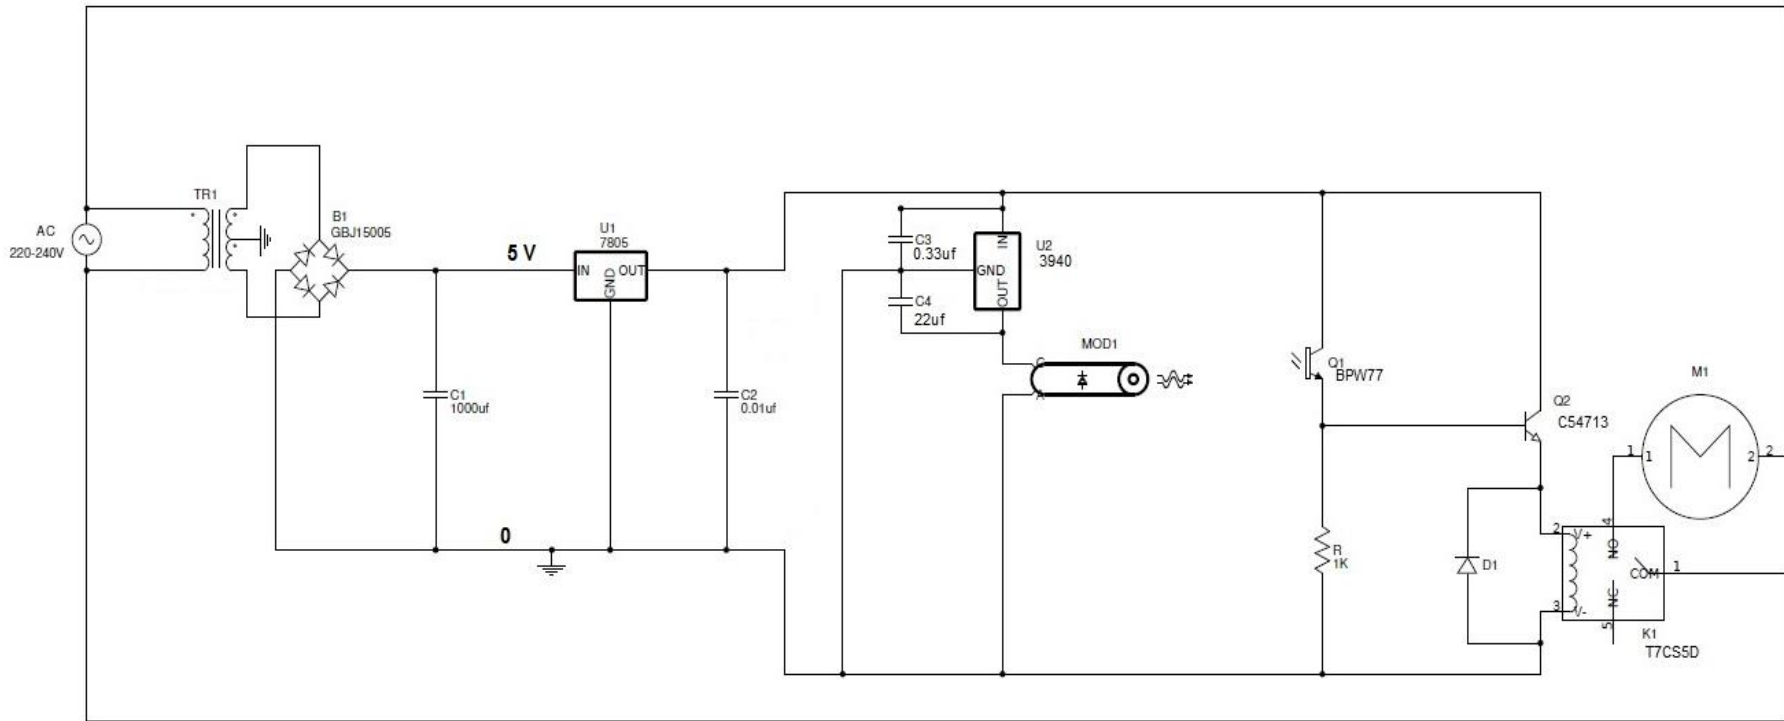 AC
220-240V
TR1
B1
GBJ15005
5 V
U1
7805
IN
OUT
GND
C1
1000uf
C2
0.01uf
0
C3
0.33uf
C4
22uf
IN
GND
OUT
U2
3940
MOD1
C
A
Q1
BPW77
R
1K
Q2
C54713
D1
M1
1
1
2
2
2
V+
3
V-
4
NO
COM
1
NC
5
K1
T7CS5D